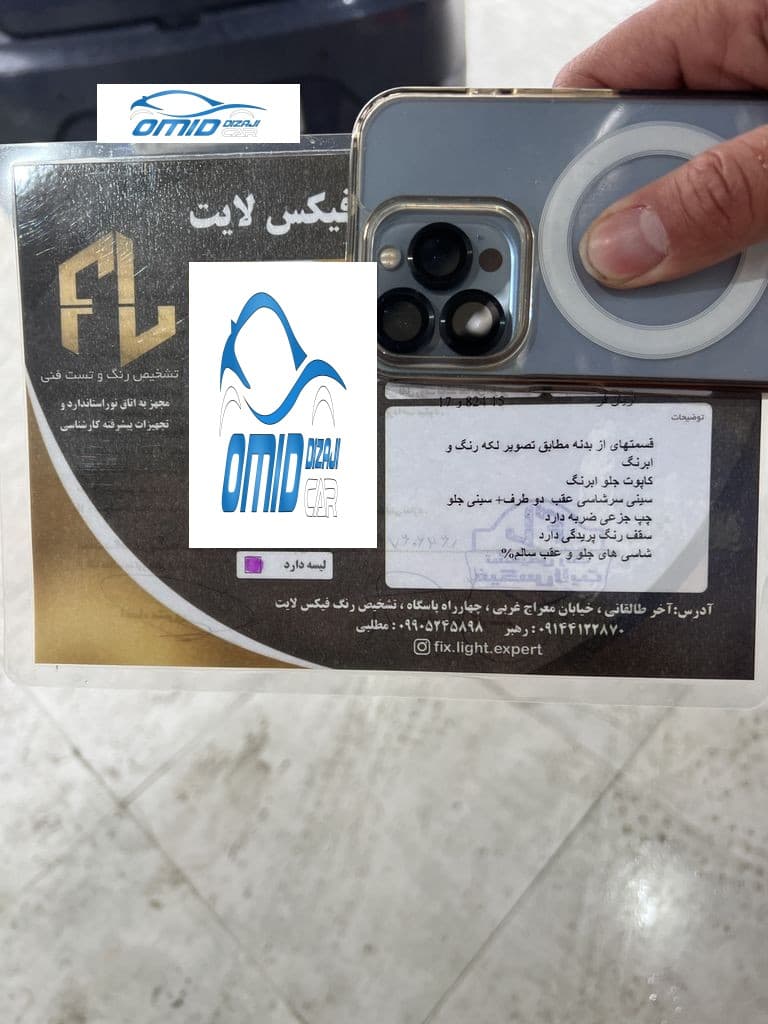 OMID DIZAJI
CAR
فیکس لایت
FL
تشخیص رنگ و تست فنی
مجهز به اتاق نوراستاندارد و
تجهیزات پیشرفته کارشناسی
OMID DIZAJI
CAR
توضیحات
قسمتهای از بدنه مطابق تصویر لکه رنگ و
ابرنگ
کاپوت جلو ابرنگ
سینی سرشاسی عقب دو طرف+ سینی جلو
چپ جزعی ضربه دارد
سقف رنگ پریدگی دارد
شاسی های جلو و عقب سالم%
لیسه دارد
آدرس:آخر طالقانی ، خیابان معراج غربی ، چهارراه باسگاه ، تشخیص رنگ فیکس لایت
۰۹۱۴۴۱۲۲۸۷۰ : رهبر ۰۹۹۰۵۲۴۵۸۹۸ : مطلبی
fix.light.expert